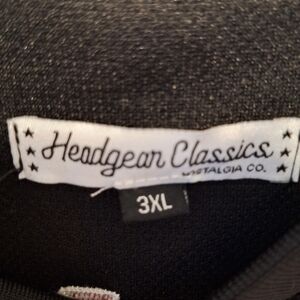 Headgear Classics
NOSTALGIA CO.
3XL